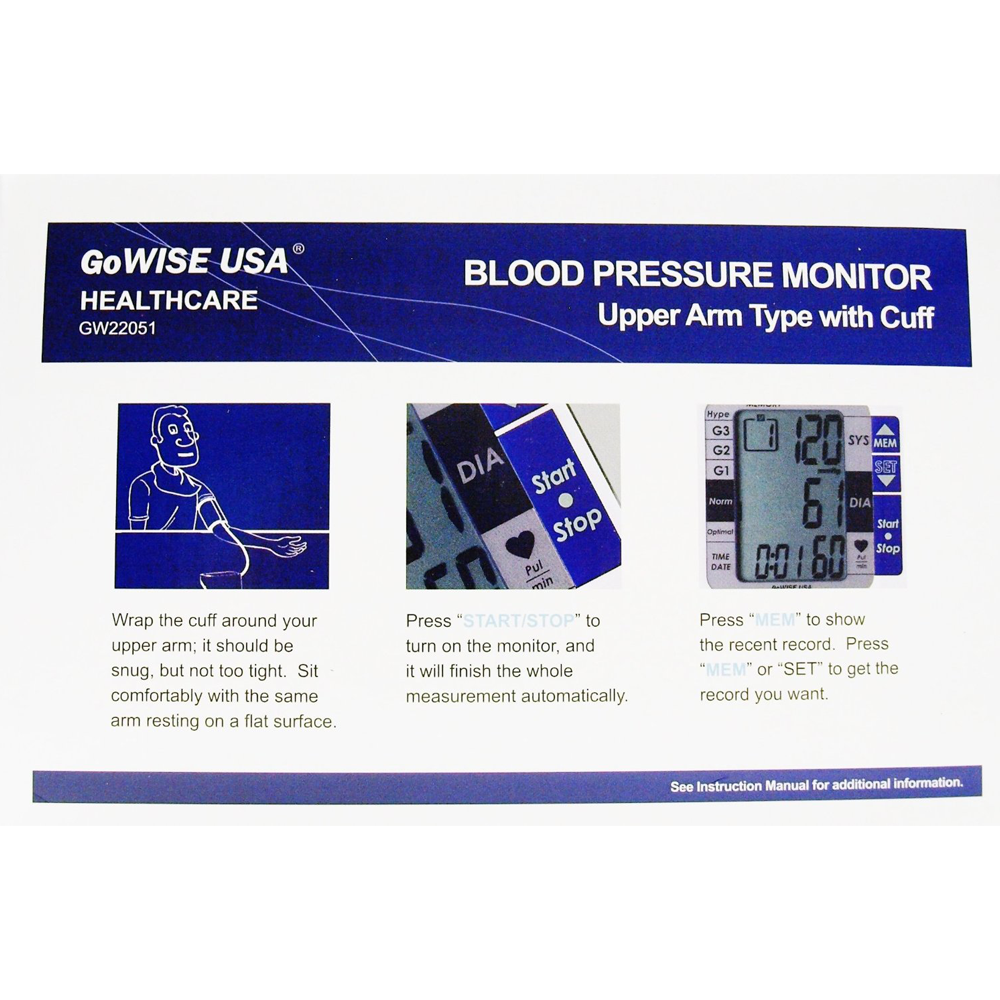 GoWISE USA®
HEALTHCARE
GW22051
BLOOD PRESSURE MONITOR
Upper Arm Type with Cuff
Wrap the cuff around your
upper arm; it should be
snug, but not too tight. Sit
comfortably with the same
arm resting on a flat surface.
DIA
Start
Stop
Pul
min
Press “START/STOP” to
turn on the monitor, and
it will finish the whole
measurement automatically.
MEMORY
Hype
G3
G2
G1
Norm
Optimal
TIME
DATE
1
120
61
0:01 60
SYS
DIA
Pul
min
MEM
SET
Start
Stop
GoWISE USA
Press “MEM” to show
the recent record. Press
“MEM” or “SET” to get the
record you want.
See Instruction Manual for additional information.